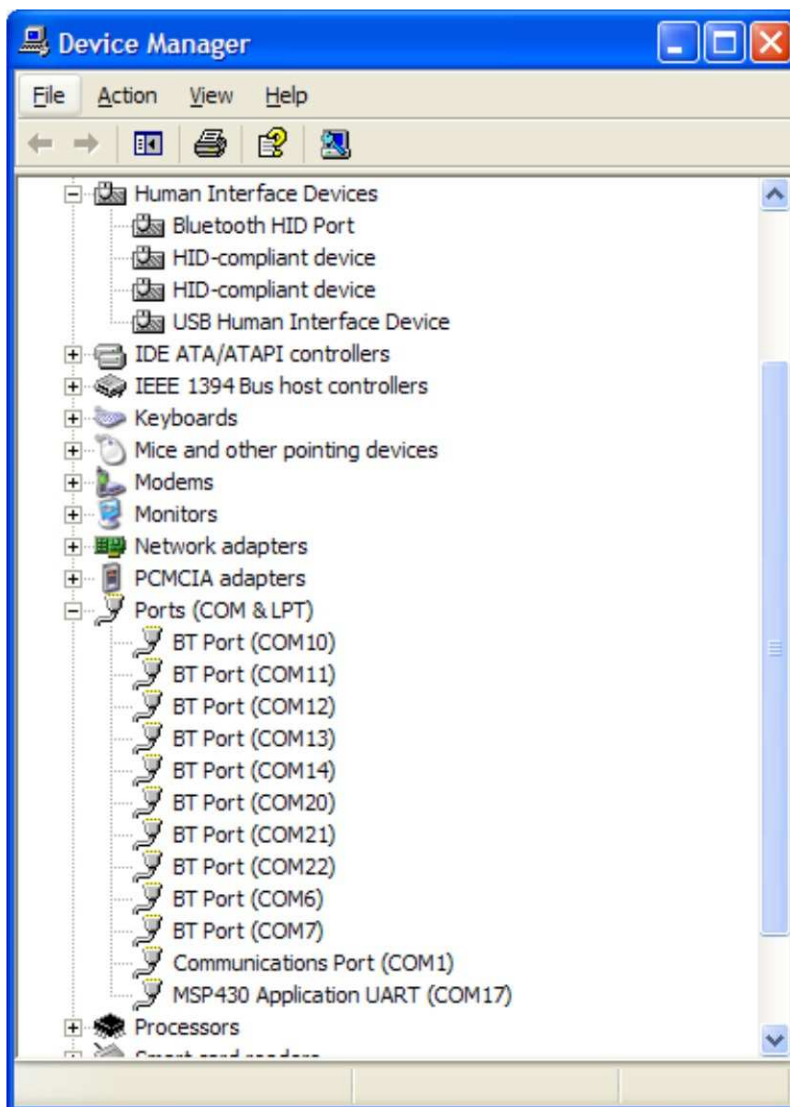 Device Manager
File Action View Help
Human Interface Devices
Bluetooth HID Port
HID-compliant device
HID-compliant device
USB Human Interface Device
IDE ATA/ATAPI controllers
IEEE 1394 Bus host controllers
Keyboards
Mice and other pointing devices
Modems
Monitors
Network adapters
PCMCIA adapters
Ports (COM & LPT)
BT Port (COM10)
BT Port (COM11)
BT Port (COM12)
BT Port (COM13)
BT Port (COM14)
BT Port (COM20)
BT Port (COM21)
BT Port (COM22)
BT Port (COM6)
BT Port (COM7)
Communications Port (COM1)
MSP430 Application UART (COM17)
Processors
Smart card readers